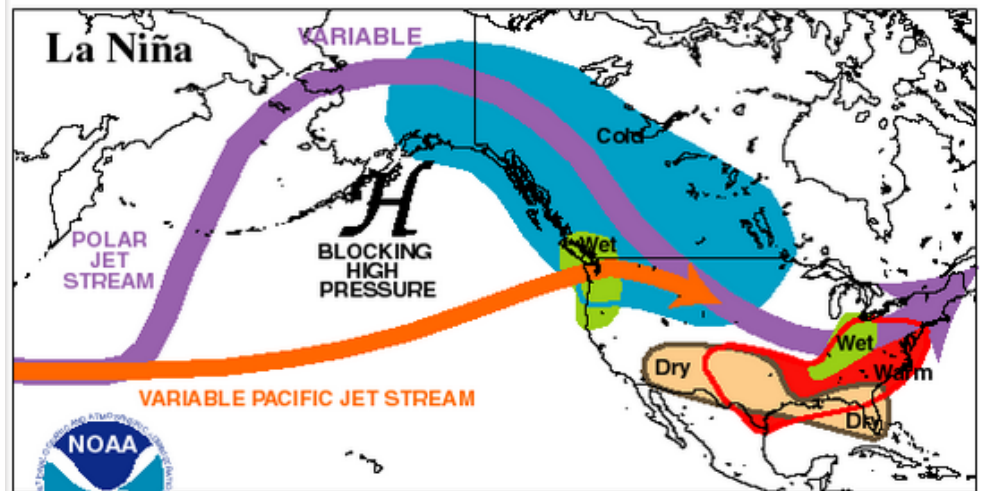 La Niña
VARIABLE
Cold
H
BLOCKING
HIGH
PRESSURE
POLAR
JET
STREAM
Wet
Wet
Dry
Warm
Dry
VARIABLE PACIFIC JET STREAM
NOAA